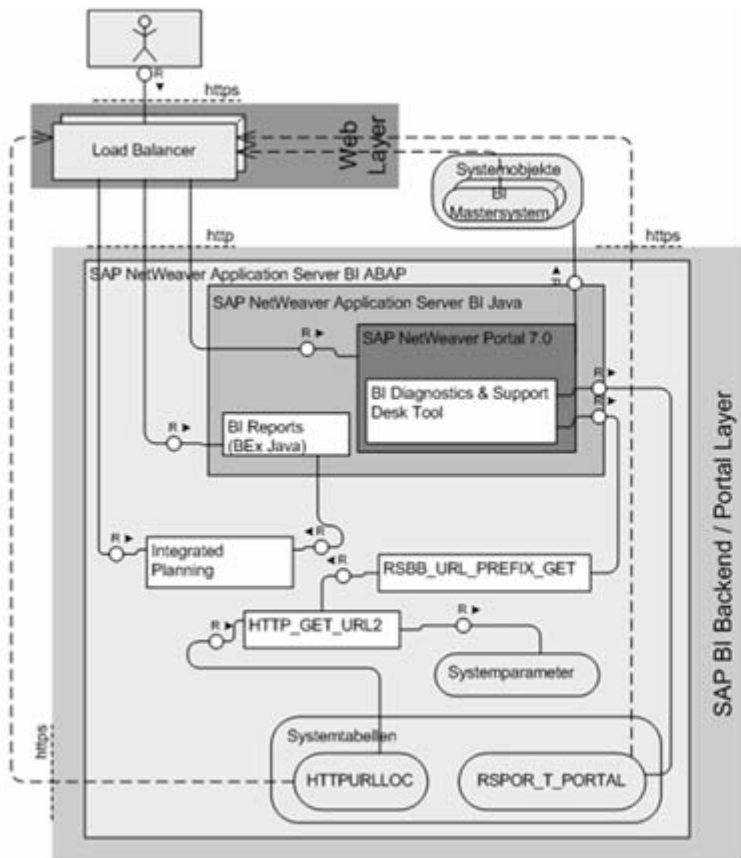 R ▼
https
Load Balancer
Web
Layer
Systemobjekte
BI
Mastersystem
http
https
SAP NetWeaver Application Server BI ABAP
R ▶
SAP NetWeaver Application Server BI Java
R ▶
SAP NetWeaver Portal 7.0
R ▶
BI Diagnostics & Support
Desk Tool
R ▶
R ▶
BI Reports
(BEx Java)
R ▶
Integrated
Planning
◀ R
◀ R
RSBB_URL_PREFIX_GET
R ▶
HTTP_GET_URL2
R ▶
Systemparameter
Systemtabellen
HTTPURLLOC
RSPOR_T_PORTAL
https
SAP BI Backend / Portal Layer
R ▶